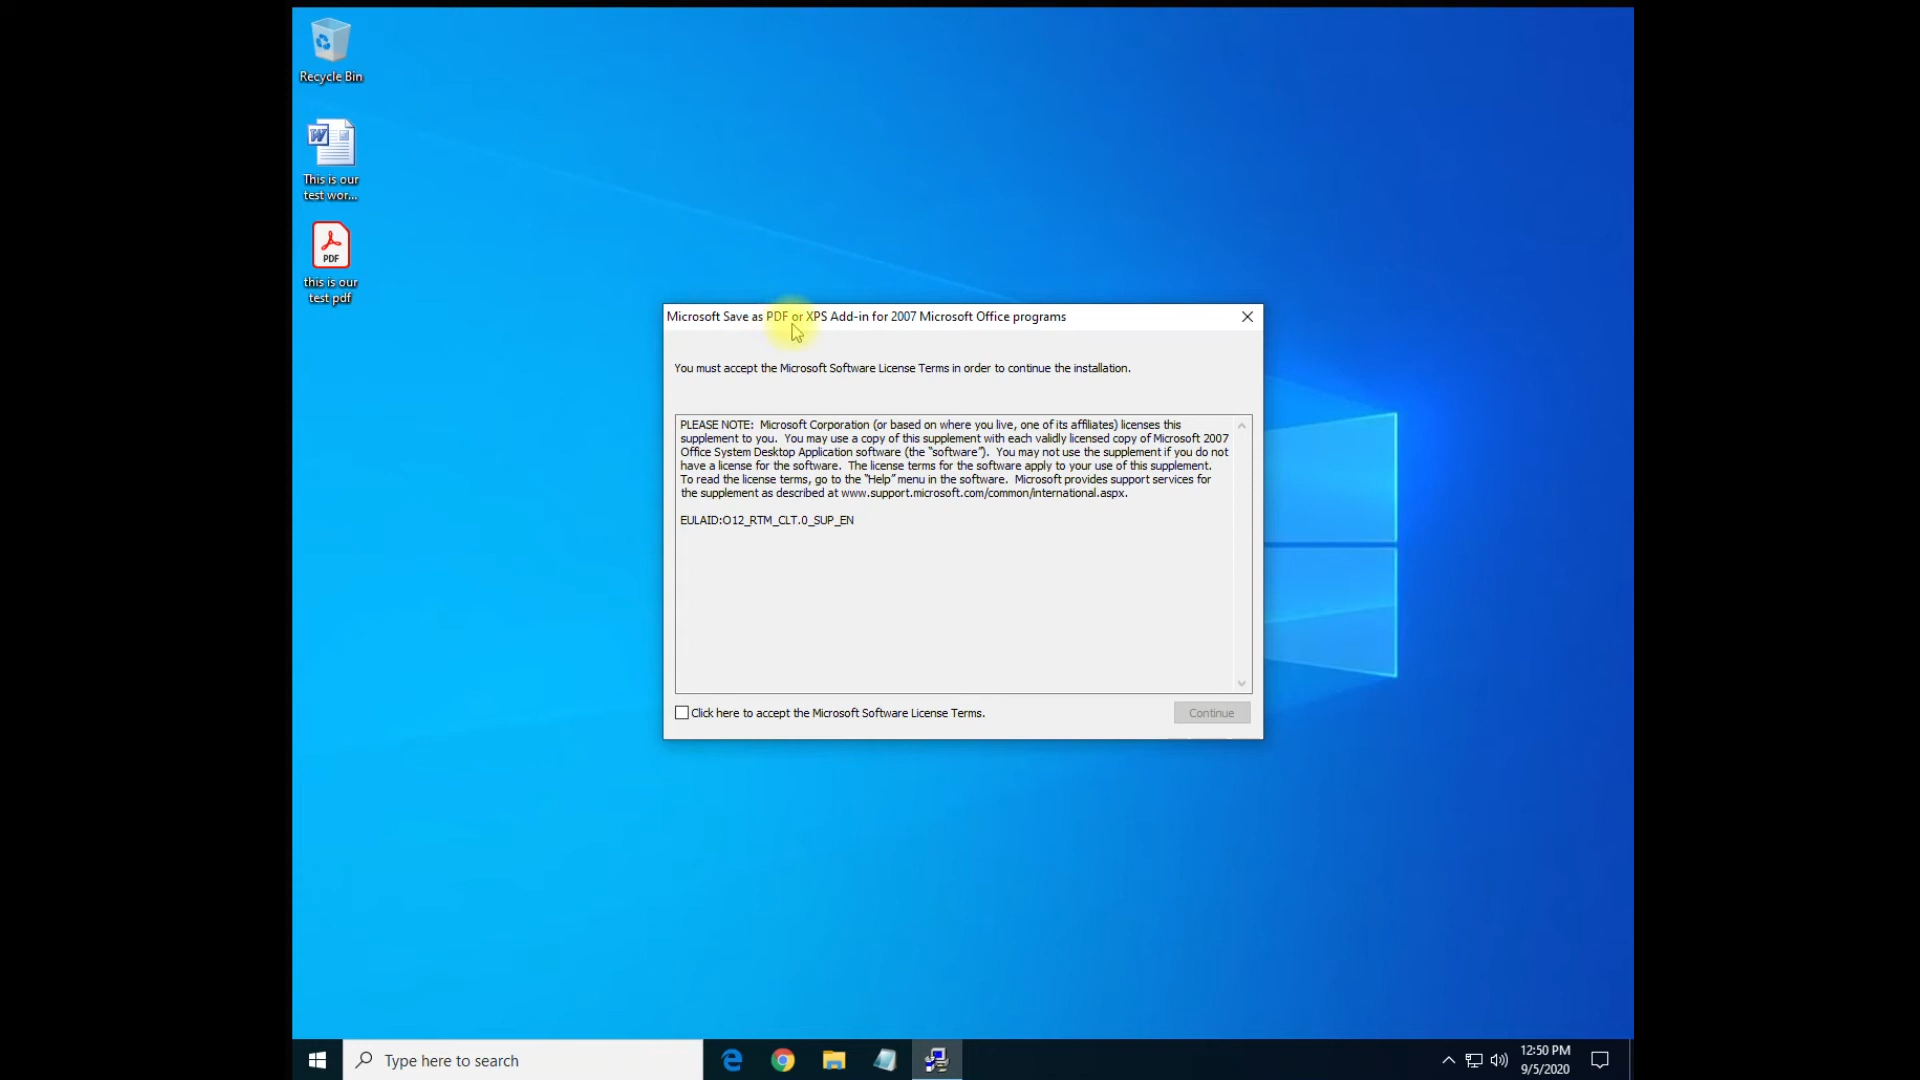 Recycle Bin
This is our
test wor...
PDF
this is our
test pdf
Microsoft Save as PDF or XPS Add-in for 2007 Microsoft Office programs
You must accept the Microsoft Software License Terms in order to continue the installation.
PLEASE NOTE:  Microsoft Corporation (or based on where you live, one of its affiliates) licenses this
supplement to you.  You may use a copy of this supplement with each validly licensed copy of Microsoft 2007
Office System Desktop Application software (the “software”).  You may not use the supplement if you do not
have a license for the software.  The license terms for the software apply to your use of this supplement.
To read the license terms, go to the “Help” menu in the software.  Microsoft provides support services for
the supplement as described at www.support.microsoft.com/common/international.aspx.
EULAID:O12_RTM_CLT.0_SUP_EN
Click here to accept the Microsoft Software License Terms.
Continue
Type here to search
12:50 PM
9/5/2020